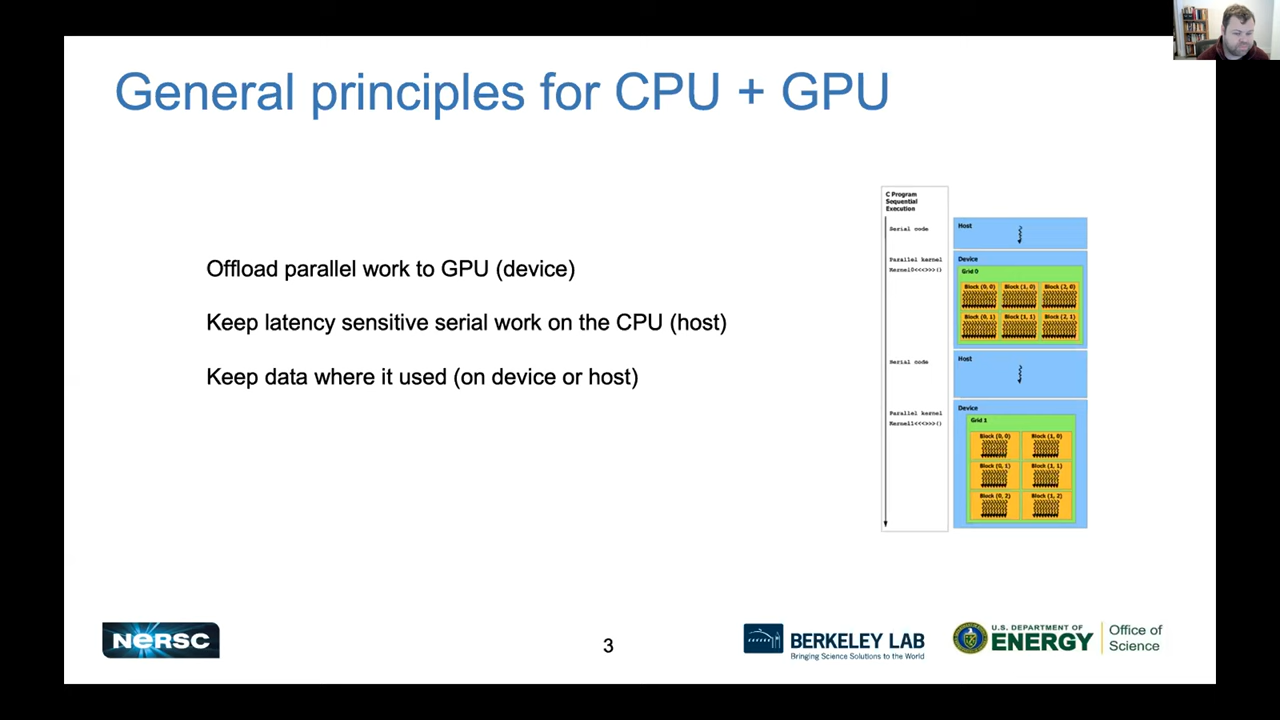 General principles for CPU + GPU
Offload parallel work to GPU (device)
Keep latency sensitive serial work on the CPU (host)
Keep data where it used (on device or host)
C Program
Sequential
Execution
Serial code
Parallel kernel
Kernel0<<<>>>()
Serial code
Parallel kernel
Kernel1<<<>>>()
Host
Device
Grid 0
Block (0, 0) Block (1, 0) Block (2, 0)
Block (0, 1) Block (1, 1) Block (2, 1)
Host
Device
Grid 1
Block (0, 0) Block (1, 0)
Block (0, 1) Block (1, 1)
Block (0, 2) Block (1, 2)
NERSC
3
BERKELEY LAB
Bringing Science Solutions to the World
U.S. DEPARTMENT OF
ENERGY
Office of
Science